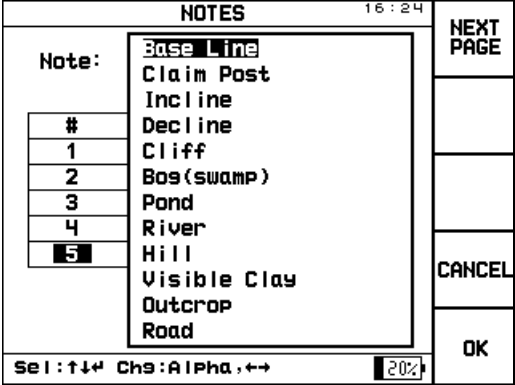 NOTES 16:24
NEXT
PAGE
Note:
Base Line
Claim Post
Incline
# Decline
1 Cliff
2 Bog(swamp)
3 Pond
4 River
5 Hill
Visible Clay
Outcrop
Road
CANCEL
OK
Sel:↑↓↵ Chg:Alpha,←→ 20%